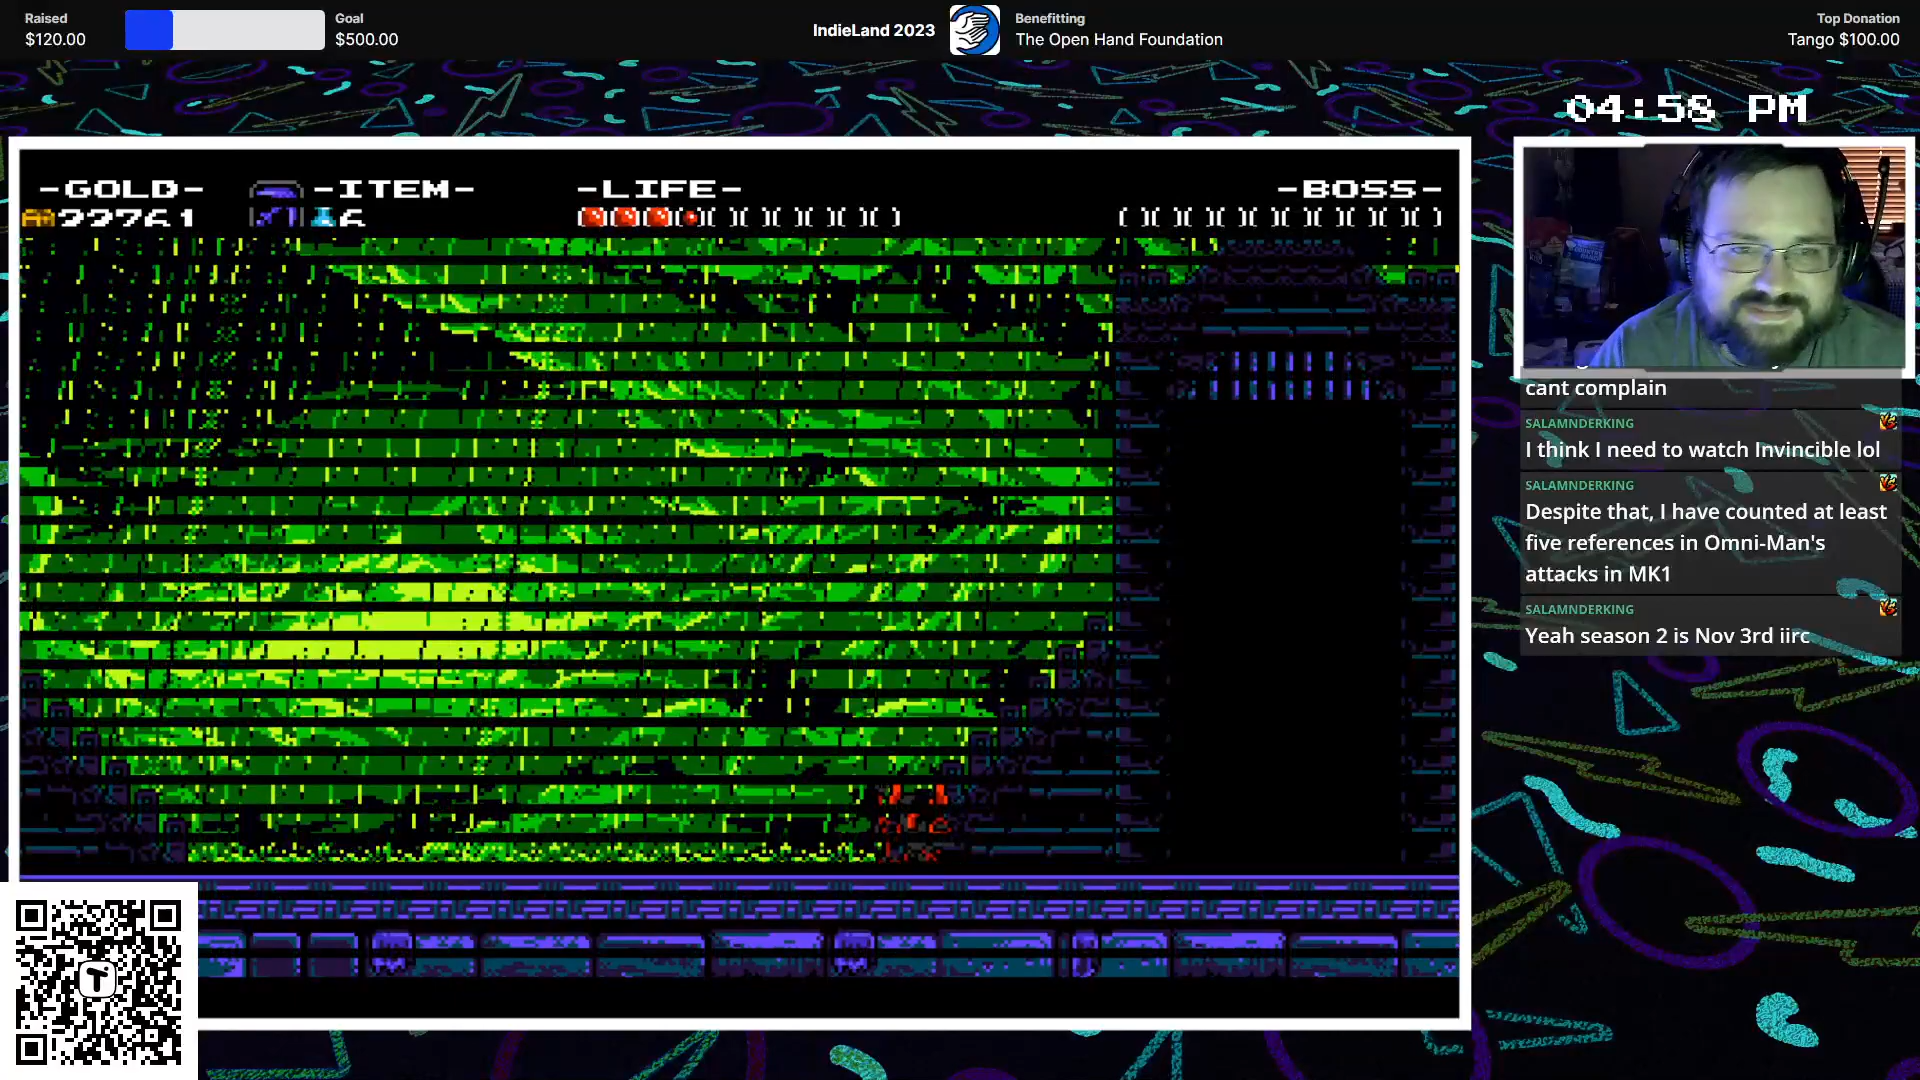 Raised
$120.00
Goal
$500.00
IndieLand 2023
Benefitting
The Open Hand Foundation
Top Donation
Tango $100.00
04:58 PM
-GOLD-
22761
-ITEM-
6
-LIFE-
-BOSS-
cant complain
SALAMNDERKING
I think I need to watch Invincible lol
SALAMNDERKING
Despite that, I have counted at least
five references in Omni-Man's
attacks in MK1
SALAMNDERKING
Yeah season 2 is Nov 3rd iirc